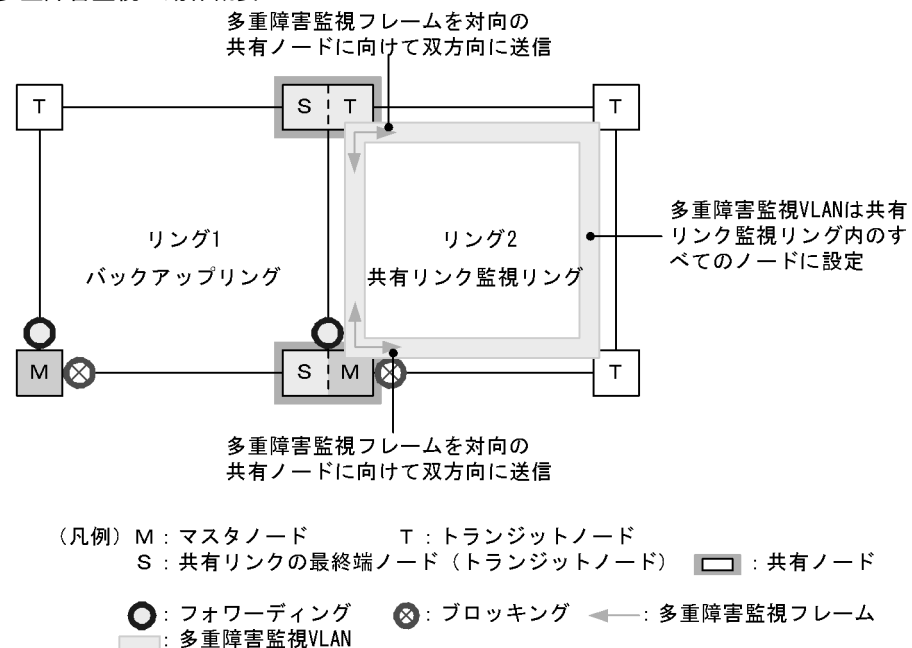 多重障害監視フレームを対向の
共有ノードに向けて双方向に送信
T
S T
T
多重障害監視VLANは共有
リンク監視リング内のす
べてのノードに設定
リング1
バックアップリング
リング2
共有リンク監視リング
M
S M
T
多重障害監視フレームを対向の
共有ノードに向けて双方向に送信
(凡例) M:マスタノード T:トランジットノード
S:共有リンクの最終端ノード(トランジットノード) :共有ノード
:フォワーディング :ブロッキング :多重障害監視フレーム
:多重障害監視VLAN